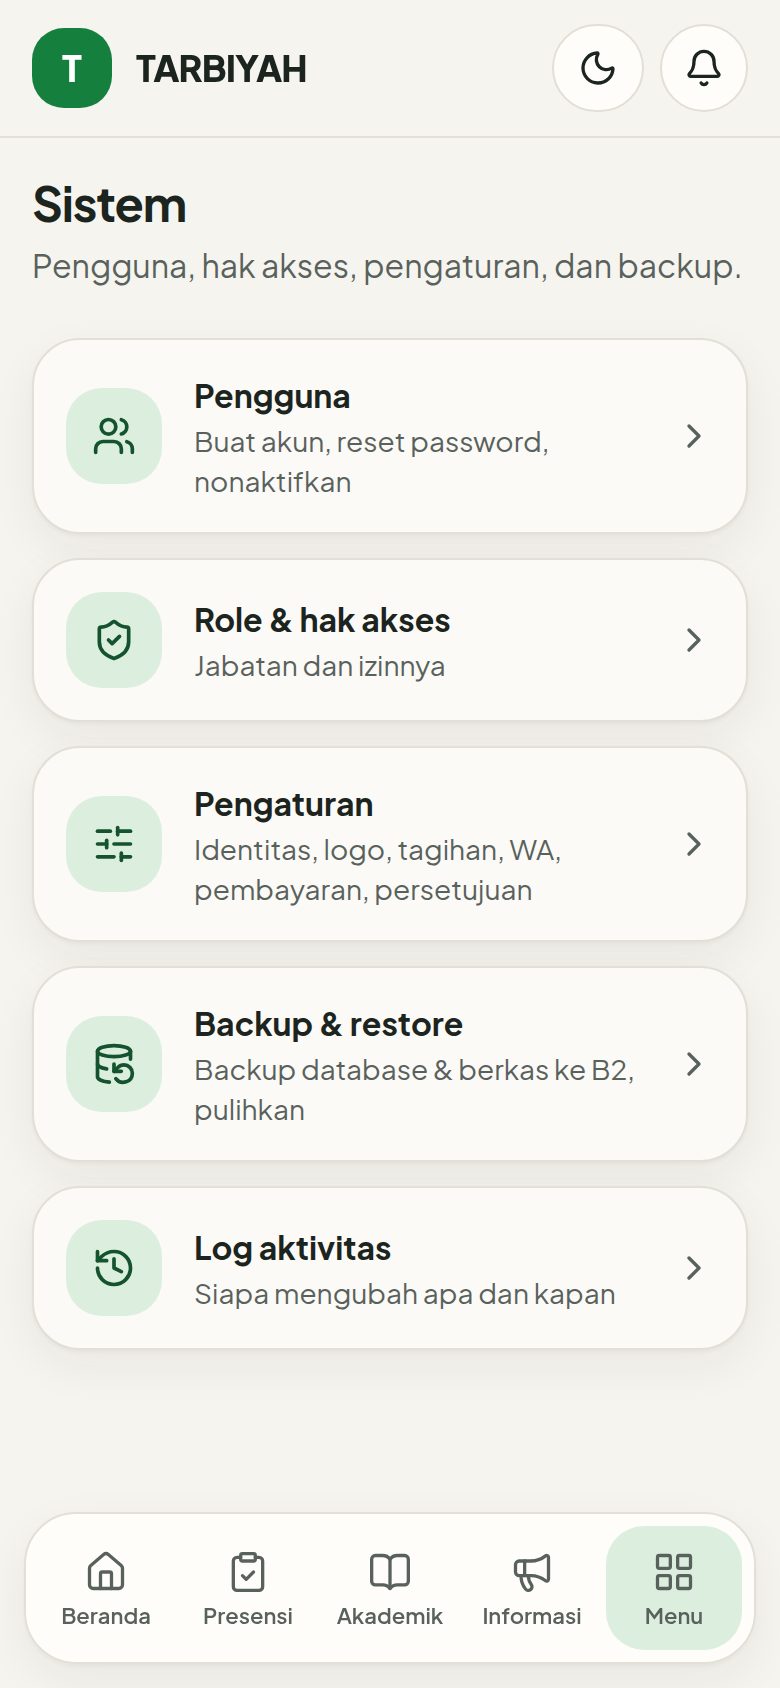 T
TARBIYAH
Sistem
Pengguna, hak akses, pengaturan, dan backup.
Pengguna
Buat akun, reset password,
nonaktifkan
Role & hak akses
Jabatan dan izinnya
Pengaturan
Identitas, logo, tagihan, WA,
pembayaran, persetujuan
Backup & restore
Backup database & berkas ke B2,
pulihkan
Log aktivitas
Siapa mengubah apa dan kapan
Beranda
Presensi
Akademik
Informasi
Menu